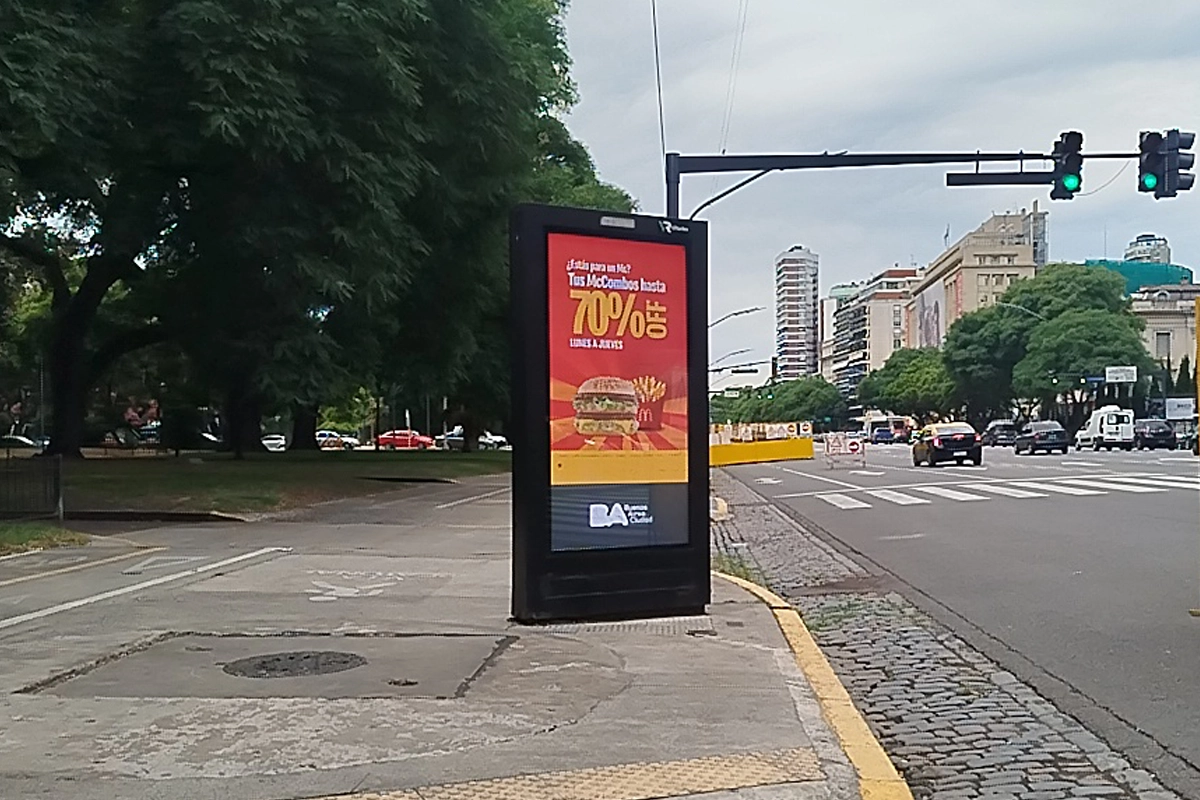 ¿Estás para un Mc?
Tus McCombos hasta
70% OFF
LUNES A JUEVES
BA Buenos
Aires
Ciudad